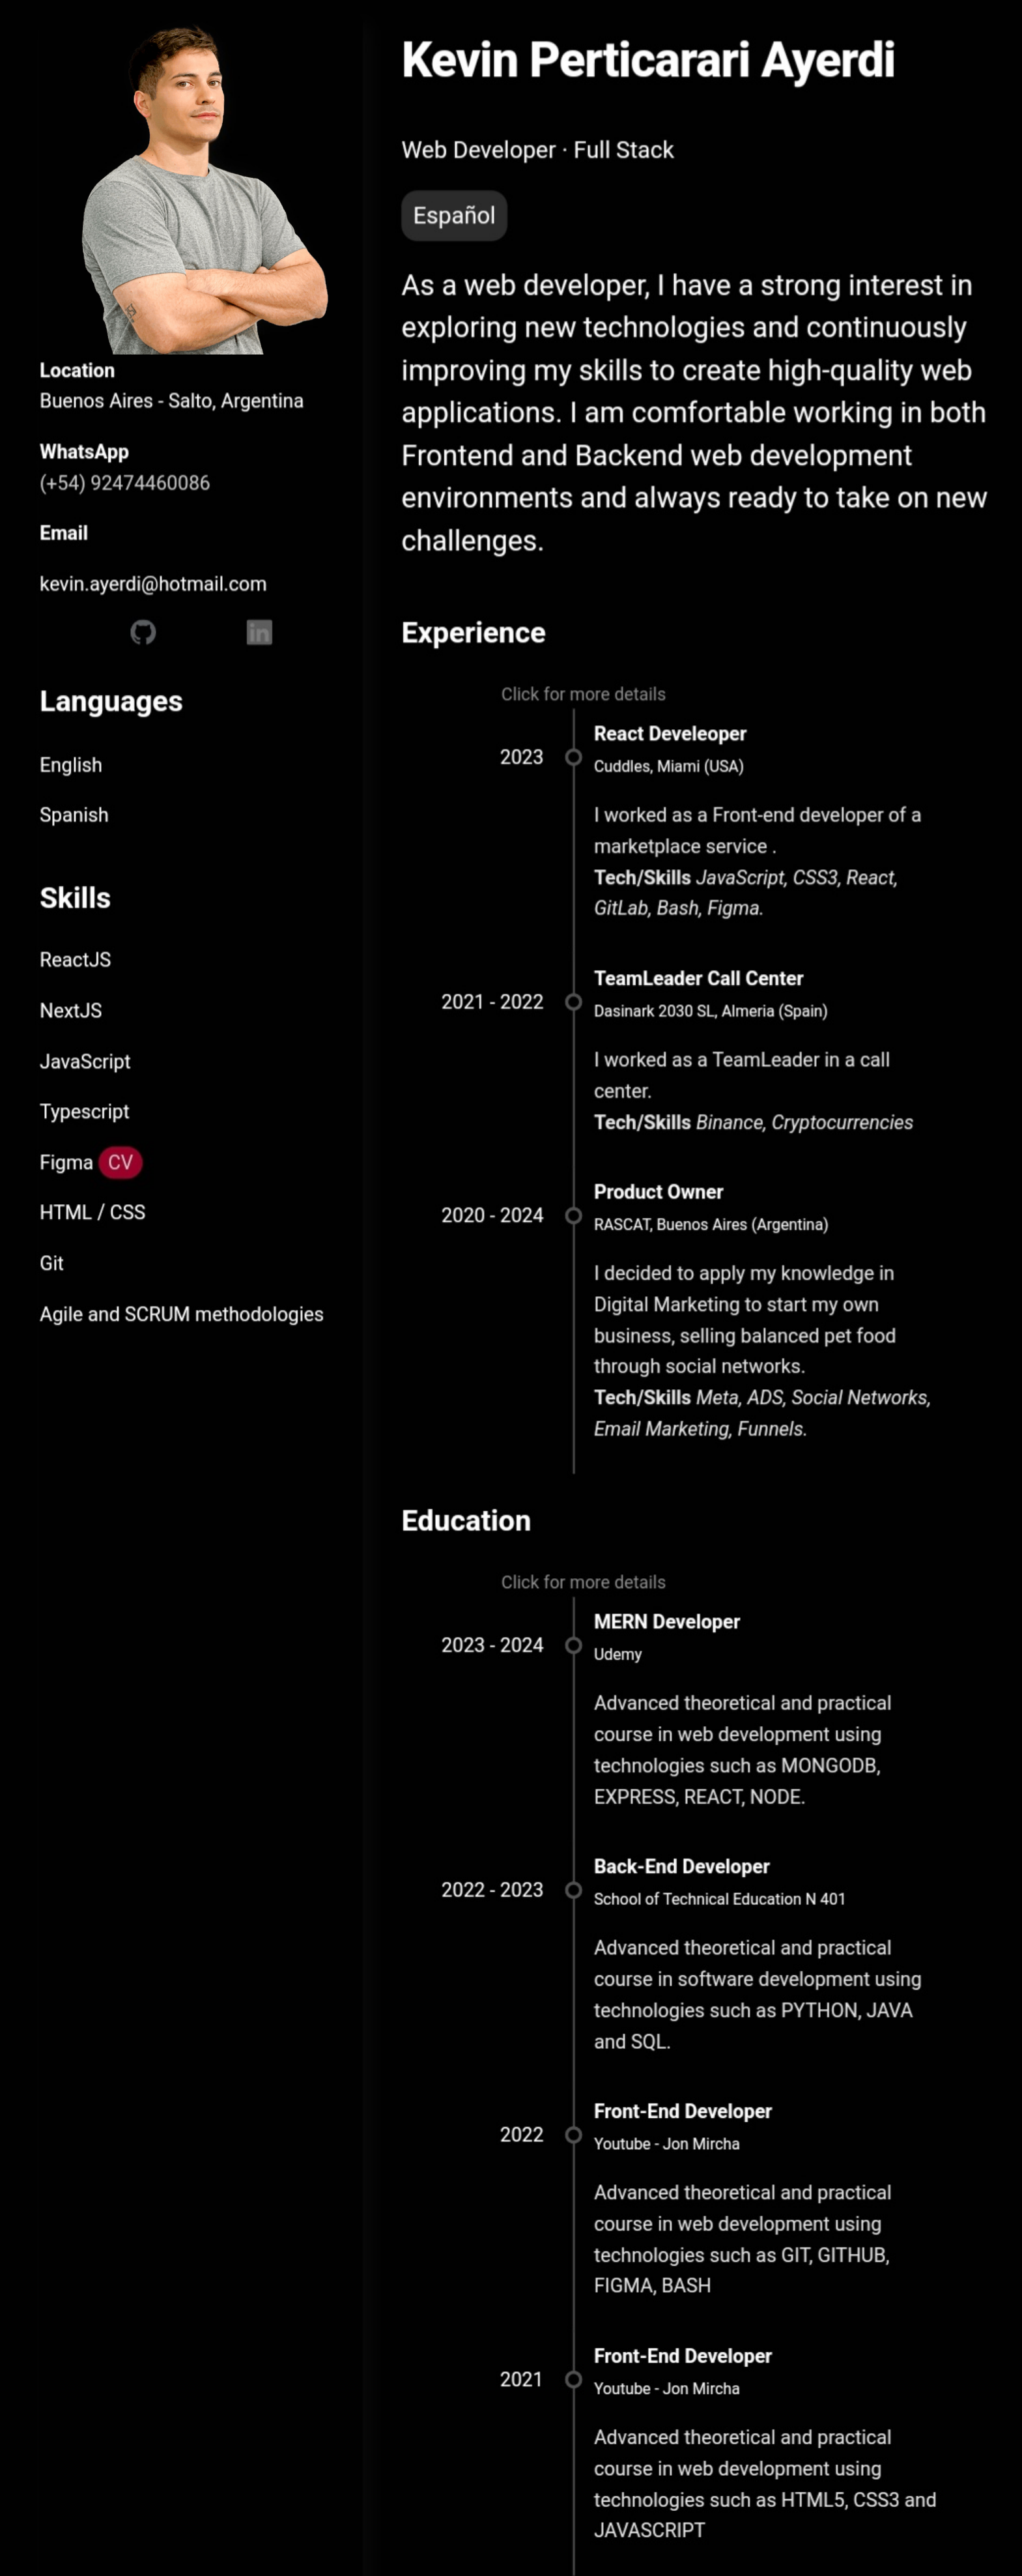 Location
Buenos Aires - Salto, Argentina
WhatsApp
(+54) 92474460086
Email
kevin.ayerdi@hotmail.com
Languages
English
Spanish
Skills
ReactJS
NextJS
JavaScript
Typescript
Figma CV
HTML / CSS
Git
Agile and SCRUM methodologies
Kevin Perticarari Ayerdi
Web Developer · Full Stack
Español
As a web developer, I have a strong interest in
exploring new technologies and continuously
improving my skills to create high-quality web
applications. I am comfortable working in both
Frontend and Backend web development
environments and always ready to take on new
challenges.
Experience
Click for more details
2023
React Develeoper
Cuddles, Miami (USA)
I worked as a Front-end developer of a
marketplace service .
Tech/Skills JavaScript, CSS3, React,
GitLab, Bash, Figma.
2021 - 2022
TeamLeader Call Center
Dasinark 2030 SL, Almeria (Spain)
I worked as a TeamLeader in a call
center.
Tech/Skills Binance, Cryptocurrencies
2020 - 2024
Product Owner
RASCAT, Buenos Aires (Argentina)
I decided to apply my knowledge in
Digital Marketing to start my own
business, selling balanced pet food
through social networks.
Tech/Skills Meta, ADS, Social Networks,
Email Marketing, Funnels.
Education
Click for more details
2023 - 2024
MERN Developer
Udemy
Advanced theoretical and practical
course in web development using
technologies such as MONGODB,
EXPRESS, REACT, NODE.
2022 - 2023
Back-End Developer
School of Technical Education N 401
Advanced theoretical and practical
course in software development using
technologies such as PYTHON, JAVA
and SQL.
2022
Front-End Developer
Youtube - Jon Mircha
Advanced theoretical and practical
course in web development using
technologies such as GIT, GITHUB,
FIGMA, BASH
2021
Front-End Developer
Youtube - Jon Mircha
Advanced theoretical and practical
course in web development using
technologies such as HTML5, CSS3 and
JAVASCRIPT